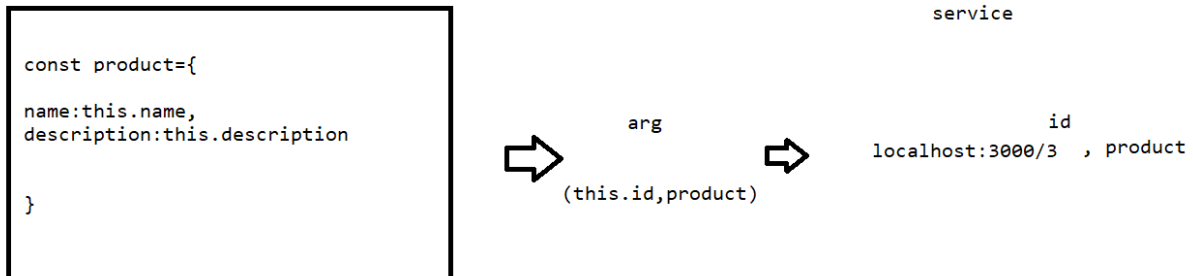 const product={
name:this.name,
description:this.description
}
arg
(this.id,product)
service
id
localhost:3000/3 , product